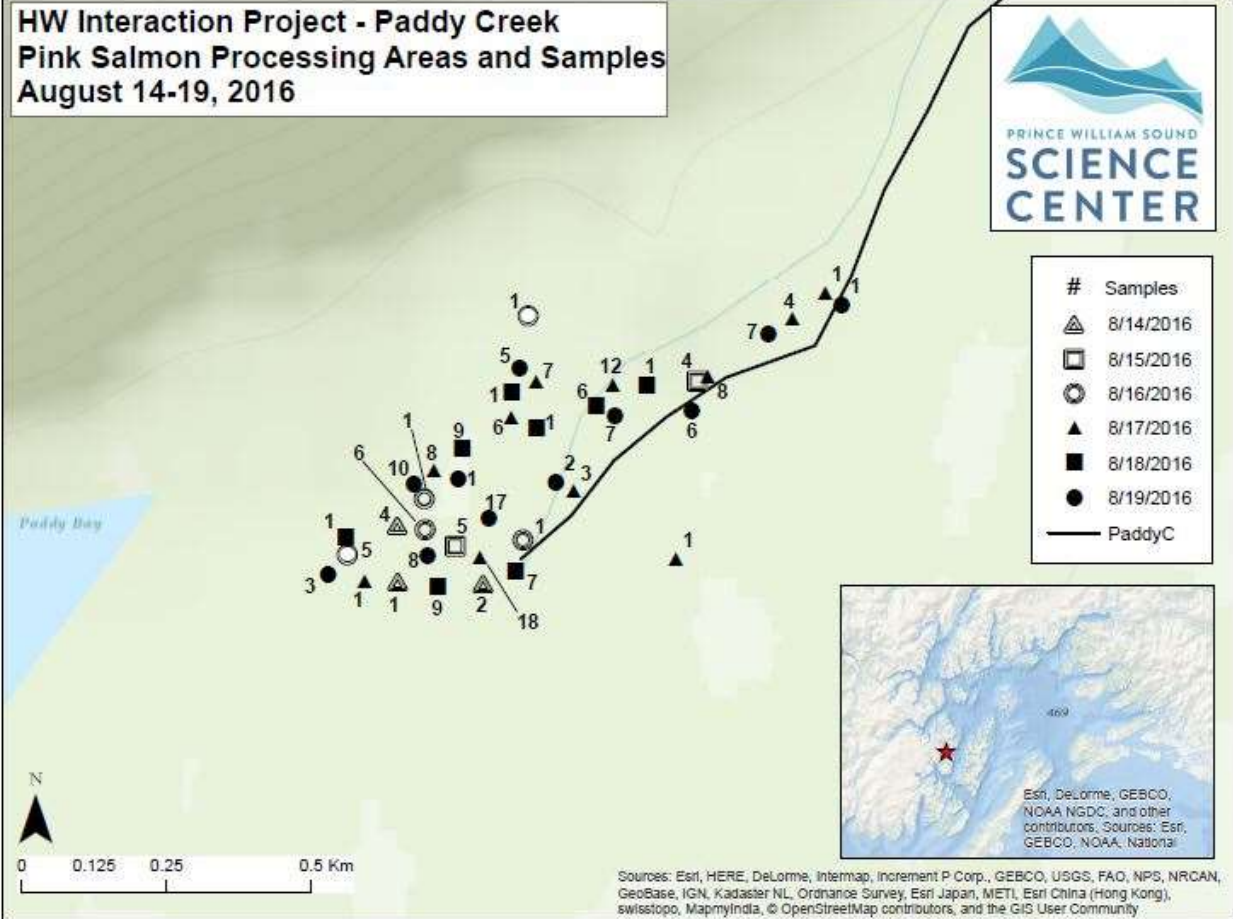 HW Interaction Project - Paddy Creek
Pink Salmon Processing Areas and Samples
August 14-19, 2016
PRINCE WILLIAM SOUND
SCIENCE
CENTER
# Samples
8/14/2016
8/15/2016
8/16/2016
8/17/2016
8/18/2016
8/19/2016
PaddyC
1
1
4
1
7
5
7
12
1
4
1
6
8
6
1
7
6
1
9
6
8
10
1
2
3
17
4
5
1
1
1
5
8
3
1
1
9
2
7
18
Paddy Bay
469
Esri, DeLorme, GEBCO,
NOAA NGDC, and other
contributors, Sources: Esri,
GEBCO, NOAA, National
N
0 0.125 0.25 0.5 Km
Sources: Esri, HERE, DeLorme, Intermap, increment P Corp., GEBCO, USGS, FAO, NPS, NRCAN,
GeoBase, IGN, Kadaster NL, Ordnance Survey, Esri Japan, METI, Esri China (Hong Kong),
swisstopo, MapmyIndia, © OpenStreetMap contributors, and the GIS User Community